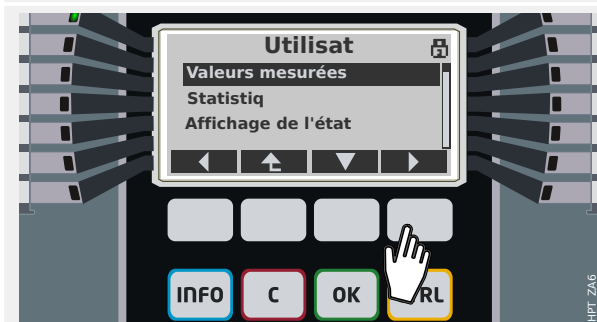 Utilisat
Valeurs mesurées
Statistiq
Affichage de l'état
INFO
C
OK
RL
HPT_ZA6